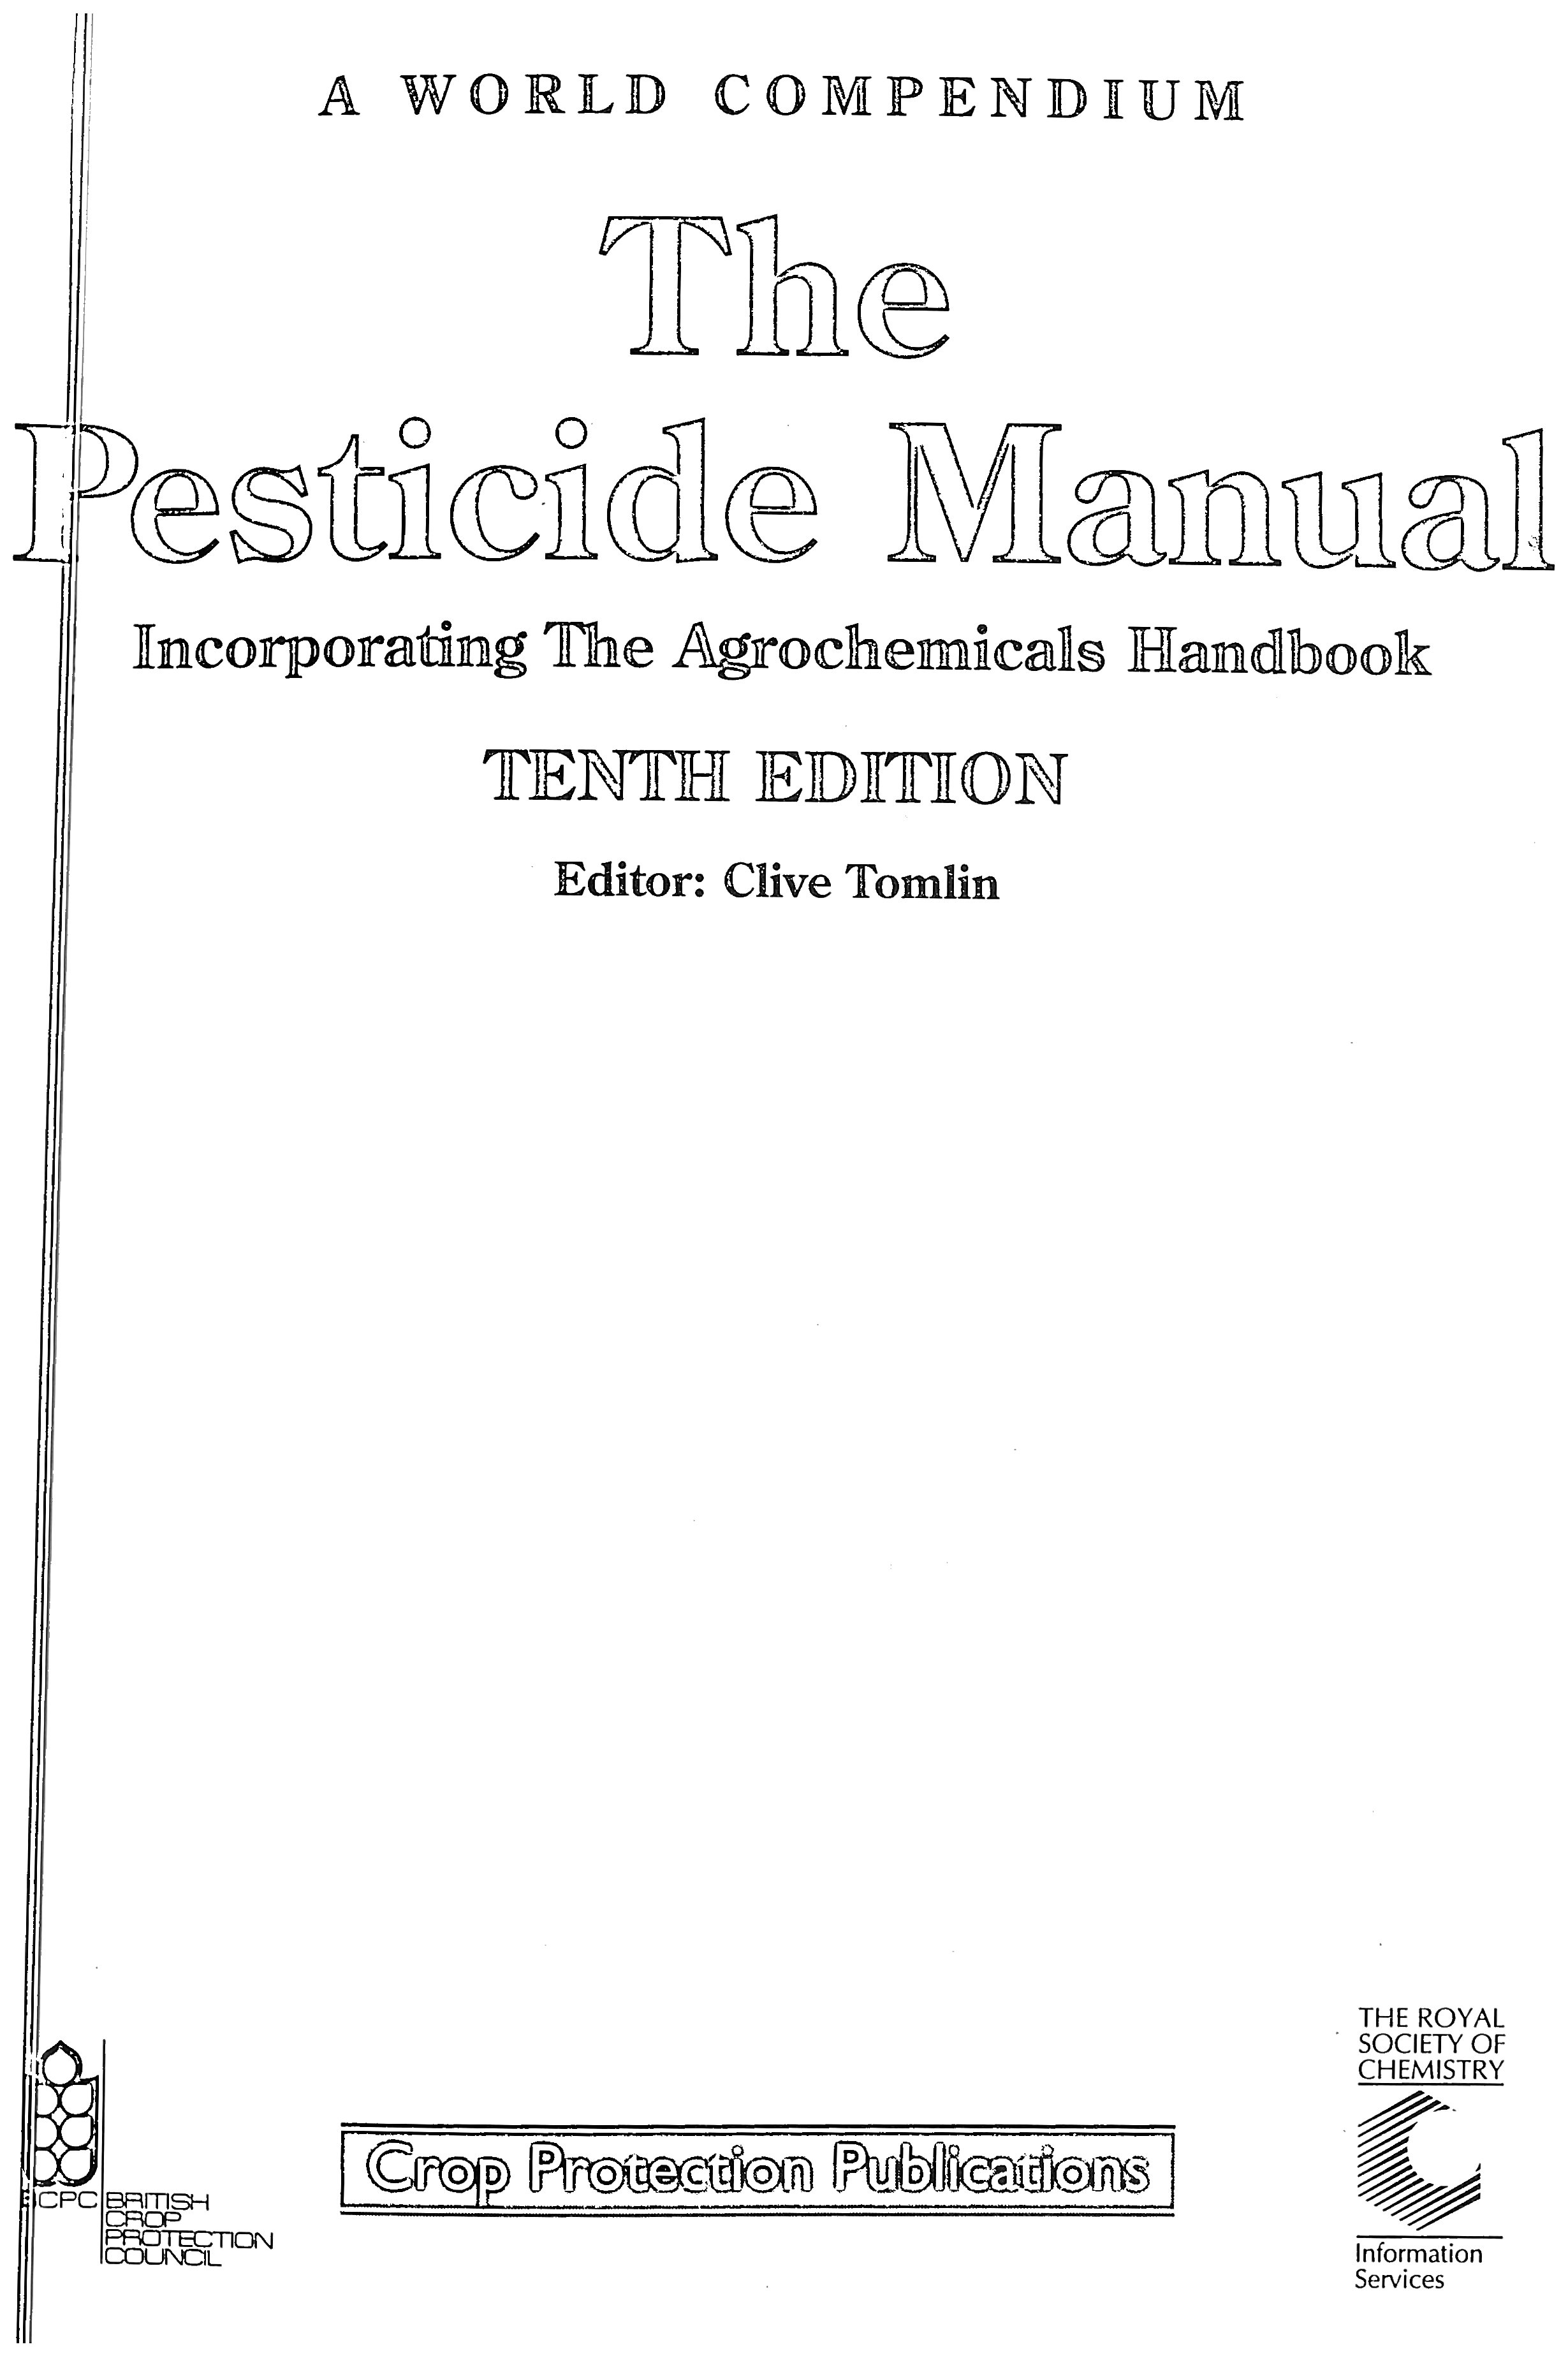 A WORLD COMPENDIUM
The
Pesticide Manual
Incorporating The Agrochemicals Handbook
TENTH EDITION
Editor: Clive Tomlin
THE ROYAL
SOCIETY OF
CHEMISTRY
Crop Protection Publications
CPC
BRITISH
CROP
PROTECTION
COUNCIL
Information
Services